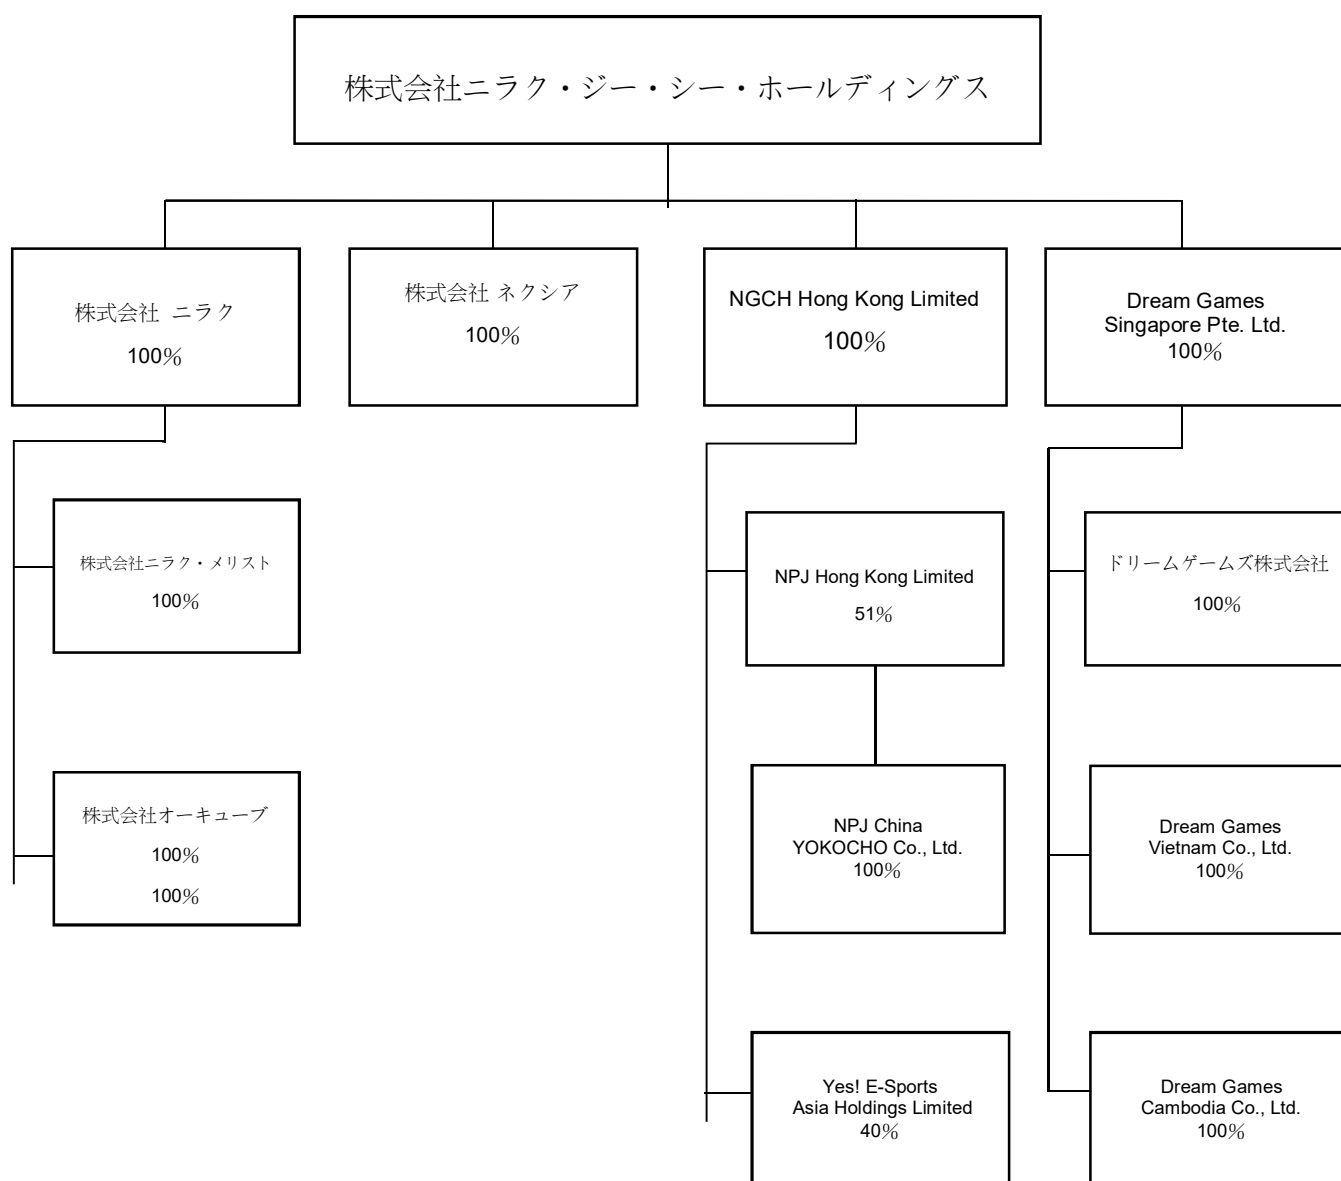 株式会社ニラク・ジー・シー・ホールディングス
株式会社 ニラク
100%
株式会社 ネクシア
100%
NGCH Hong Kong Limited
100%
Dream Games
Singapore Pte. Ltd.
100%
株式会社ニラク・メリスト
100%
NPJ Hong Kong Limited
51%
ドリームゲームズ株式会社
100%
株式会社オーキューブ
100%
100%
NPJ China
YOKOCHO Co., Ltd.
100%
Dream Games
Vietnam Co., Ltd.
100%
Yes! E-Sports
Asia Holdings Limited
40%
Dream Games
Cambodia Co., Ltd.
100%